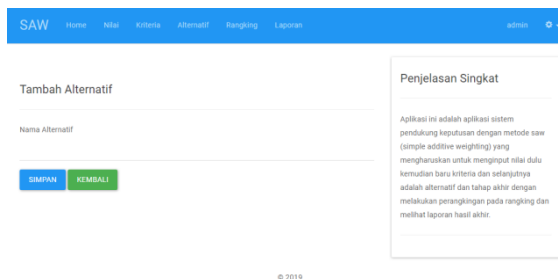 SAW Home Nilai Kriteria Alternatif Rangking Laporan admin
Tambah Alternatif
Nama Alternatif
SIMPAN KEMBALI
Penjelasan Singkat
Aplikasi ini adalah aplikasi sistem
pendukung keputusan dengan metode saw
(simple additive weighting) yang
mengharuskan untuk menginput nilai dulu
kemudian baru kriteria dan selanjutnya
adalah alternatif dan tahap akhir dengan
melakukan perangkingan pada rangking dan
melihat laporan hasil akhir.
© 2019